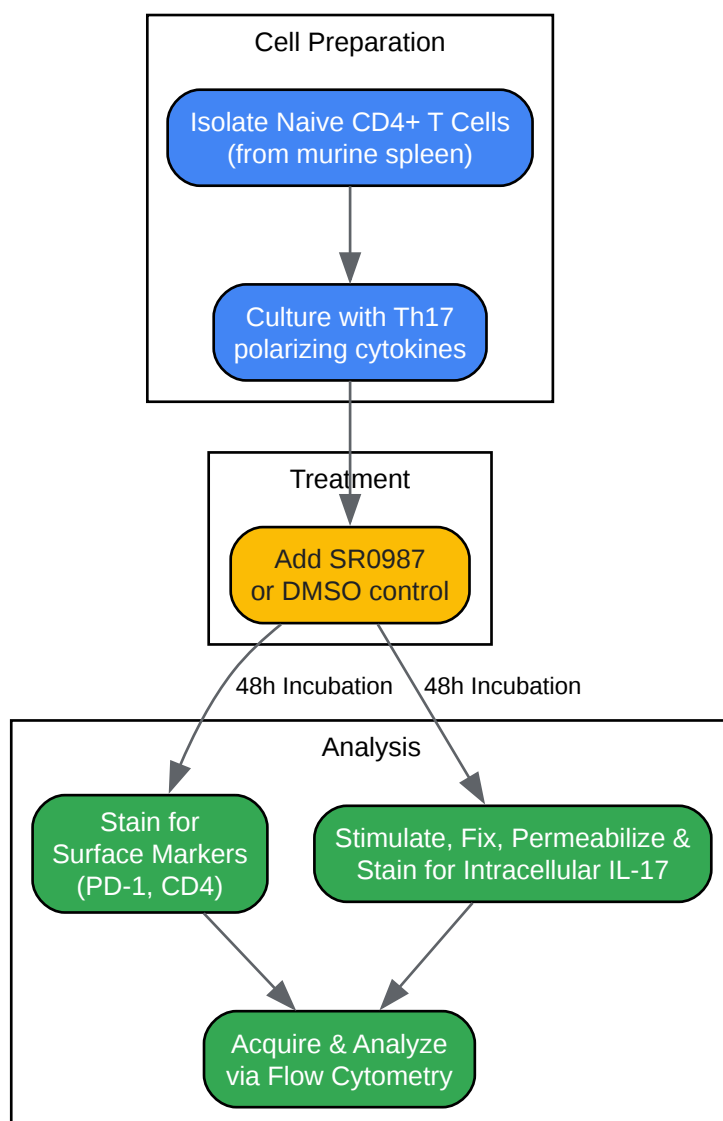 Cell Preparation
Isolate Naive CD4+ T Cells
(from murine spleen)
Culture with Th17
polarizing cytokines
Treatment
Add SR0987
or DMSO control
48h Incubation
48h Incubation
Analysis
Stain for
Surface Markers
(PD-1, CD4)
Stimulate, Fix, Permeabilize &
Stain for Intracellular IL-17
Acquire & Analyze
via Flow Cytometry